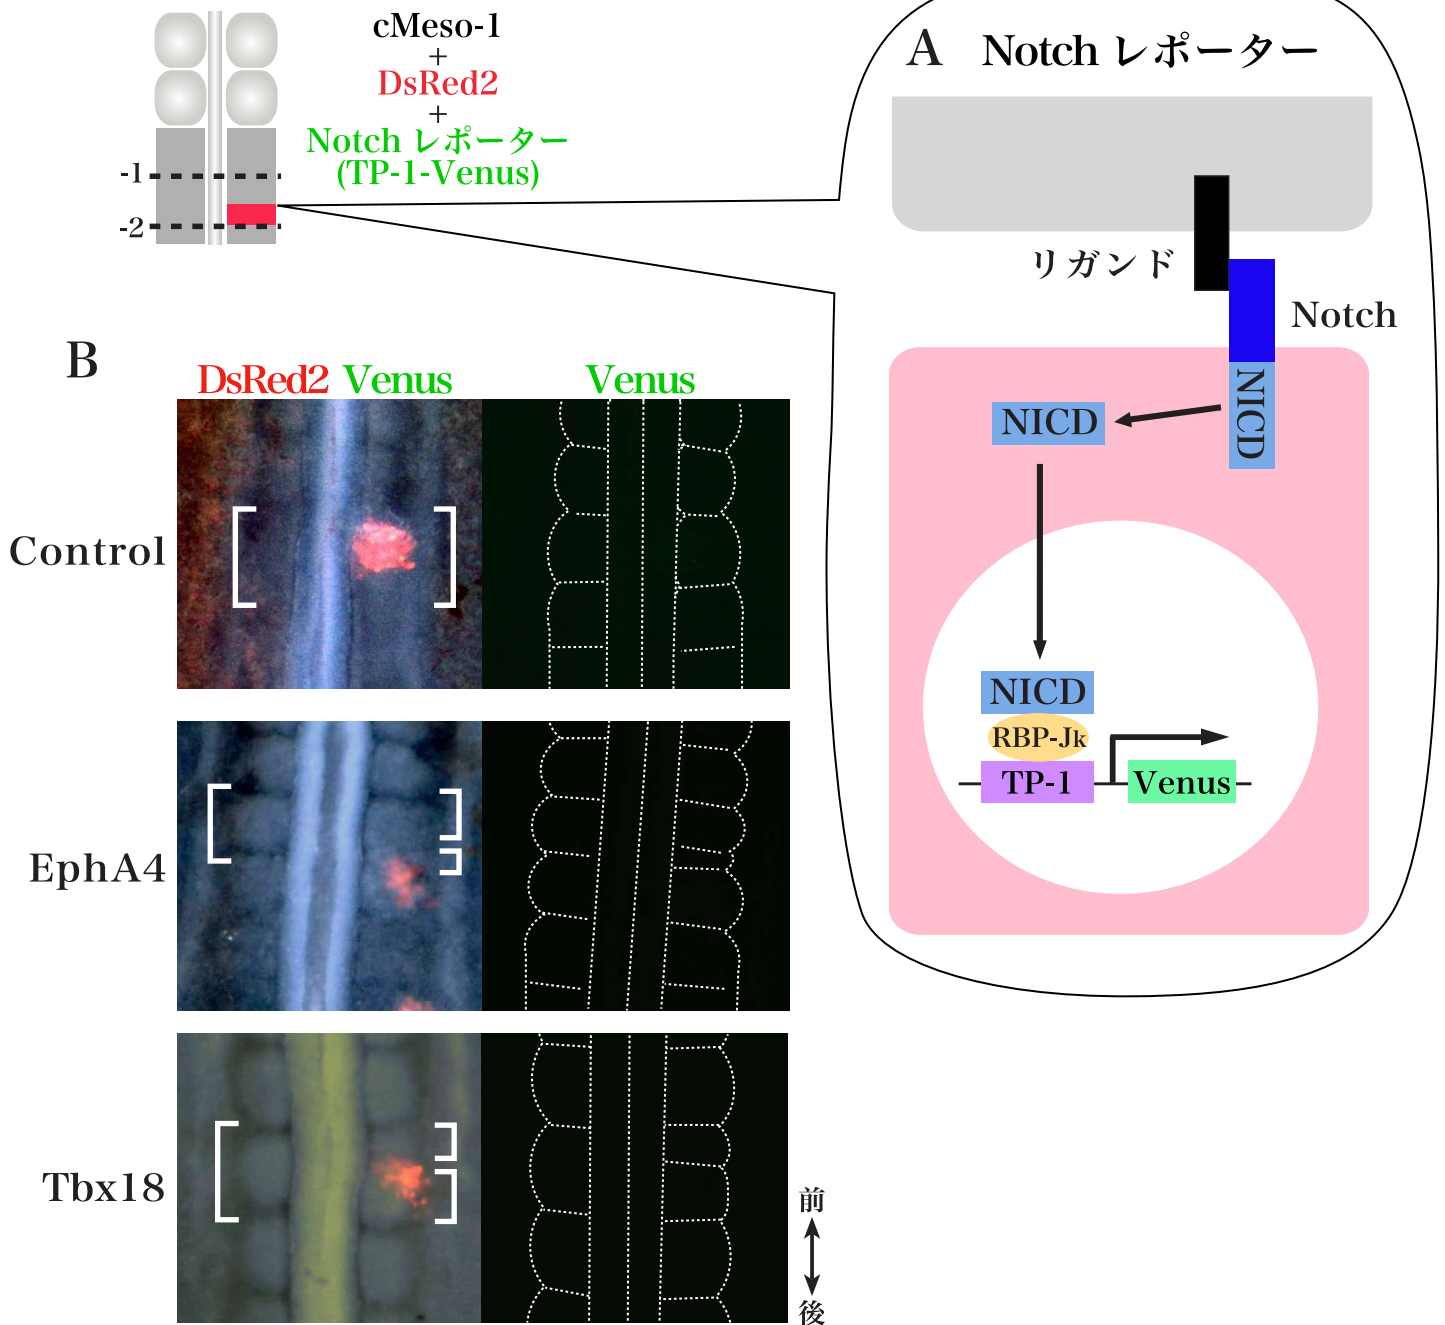 cMeso-1
+
DsRed2
+
Notch レポーター
(TP-1-Venus)
-1
-2
A Notch レポーター
リガンド
Notch
NICD
NICD
NICD
RBP-Jk
TP-1
Venus
B
DsRed2 Venus
Venus
Control
EphA4
Tbx18
前
後